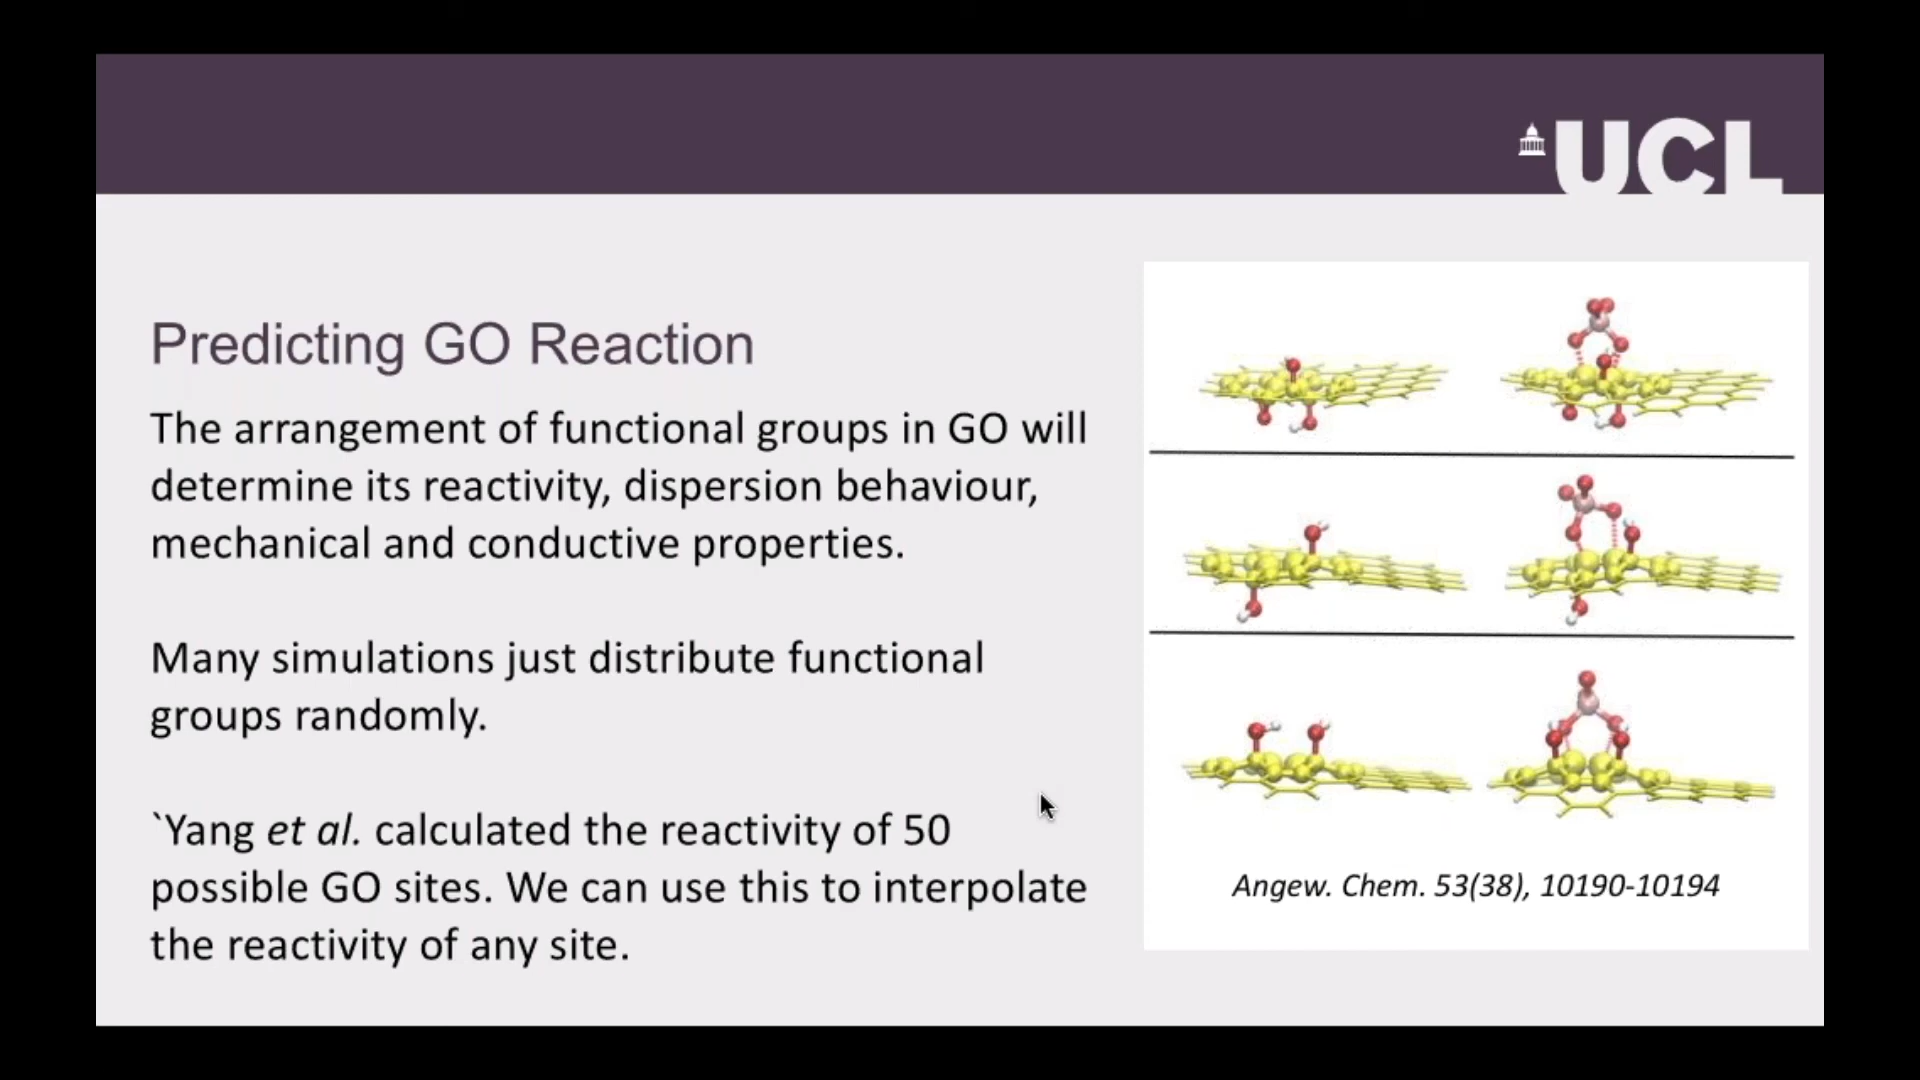 UCL
Predicting GO Reaction
The arrangement of functional groups in GO will
determine its reactivity, dispersion behaviour,
mechanical and conductive properties.
Many simulations just distribute functional
groups randomly.
`Yang et al. calculated the reactivity of 50
possible GO sites. We can use this to interpolate
the reactivity of any site.
Angew. Chem. 53(38), 10190-10194